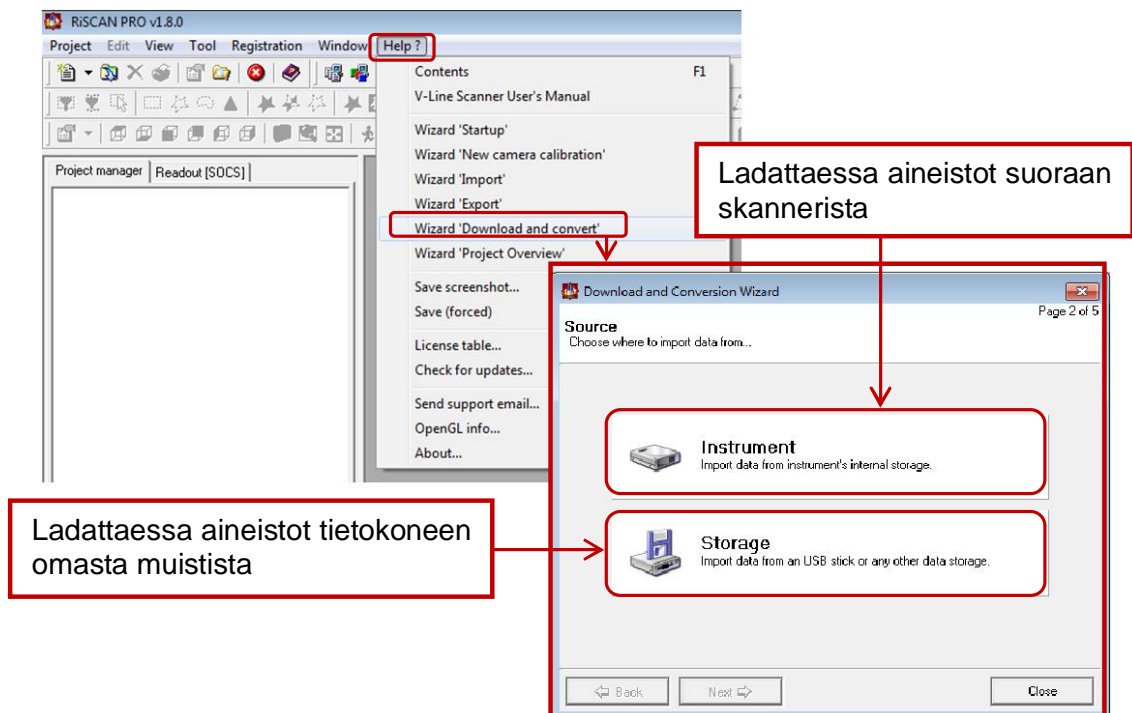 RiSCAN PRO v1.8.0
Project Edit View Tool Registration Window Help ?
Contents F1
V-Line Scanner User's Manual
Wizard 'Startup'
Wizard 'New camera calibration'
Wizard 'Import'
Wizard 'Export'
Wizard 'Download and convert'
Wizard 'Project Overview'
Save screenshot...
Save (forced)
License table...
Check for updates...
Send support email...
OpenGL info...
About...
Project manager Readout [SOCS]
Ladattaessa aineistot suoraan
skannerista
Download and Conversion Wizard
Page 2 of 5
Source
Choose where to import data from...
Instrument
Import data from instrument's internal storage.
Storage
Import data from an USB stick or any other data storage.
Back Next Close
Ladattaessa aineistot tietokoneen
omasta muistista